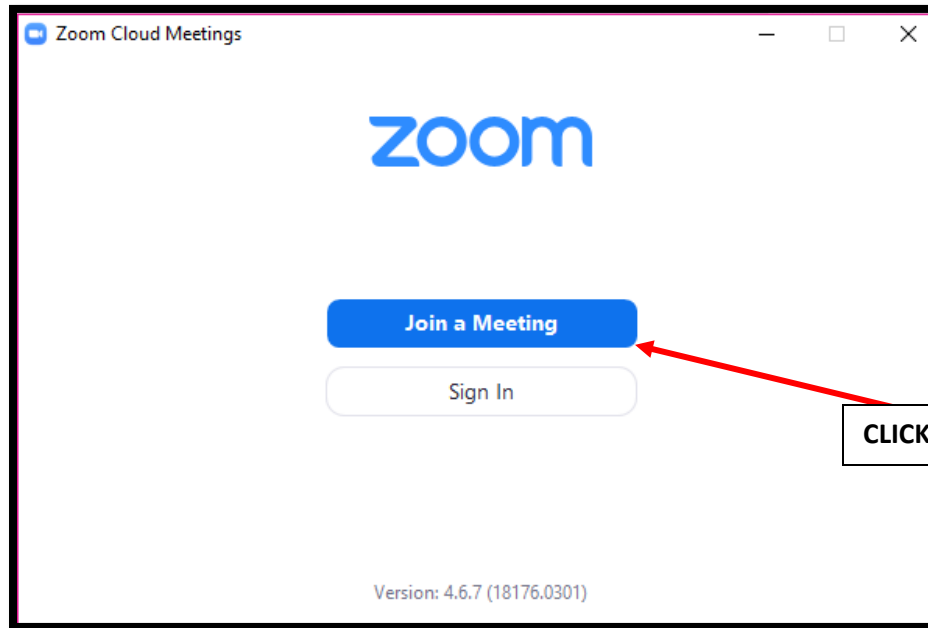 Zoom Cloud Meetings
zoom
Join a Meeting
Sign In
CLICK
Version: 4.6.7 (18176.0301)